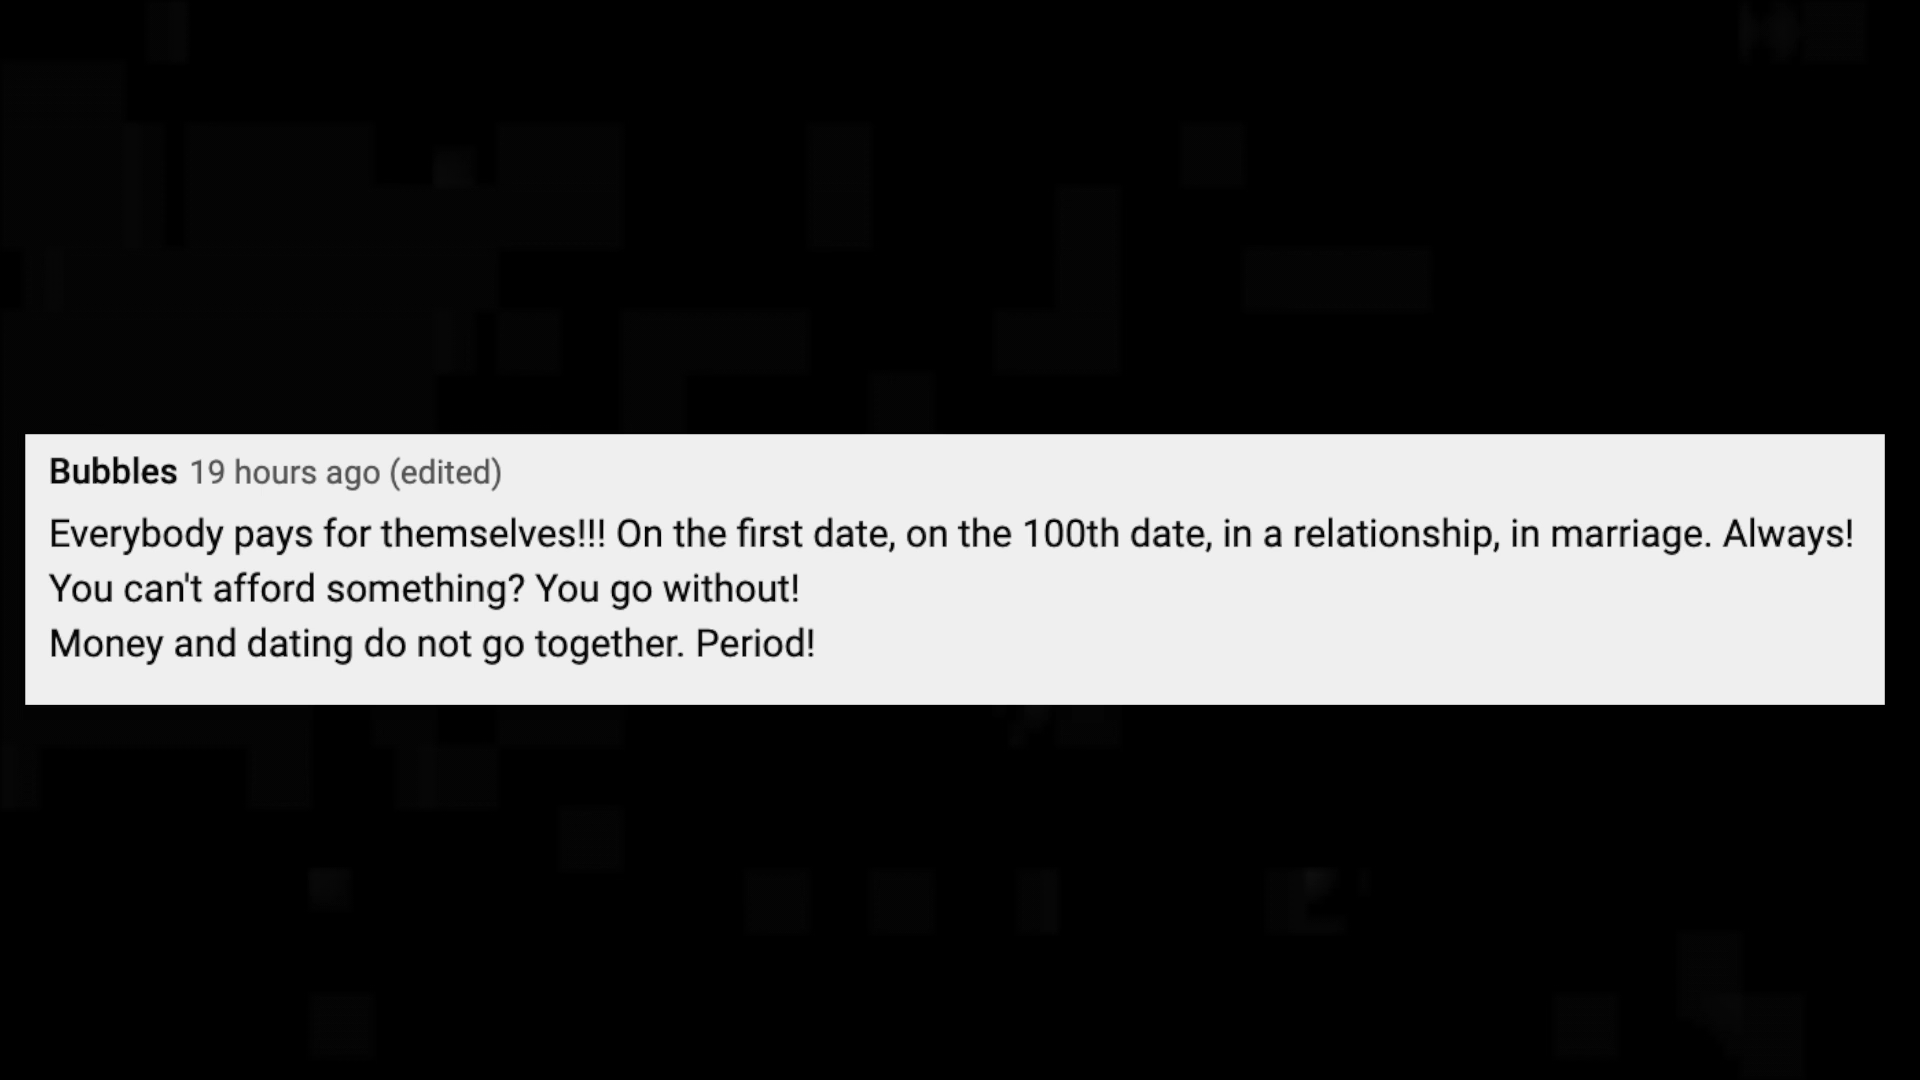 Bubbles 19 hours ago (edited)
Everybody pays for themselves!!! On the first date, on the 100th date, in a relationship, in marriage. Always!
You can't afford something? You go without!
Money and dating do not go together. Period!